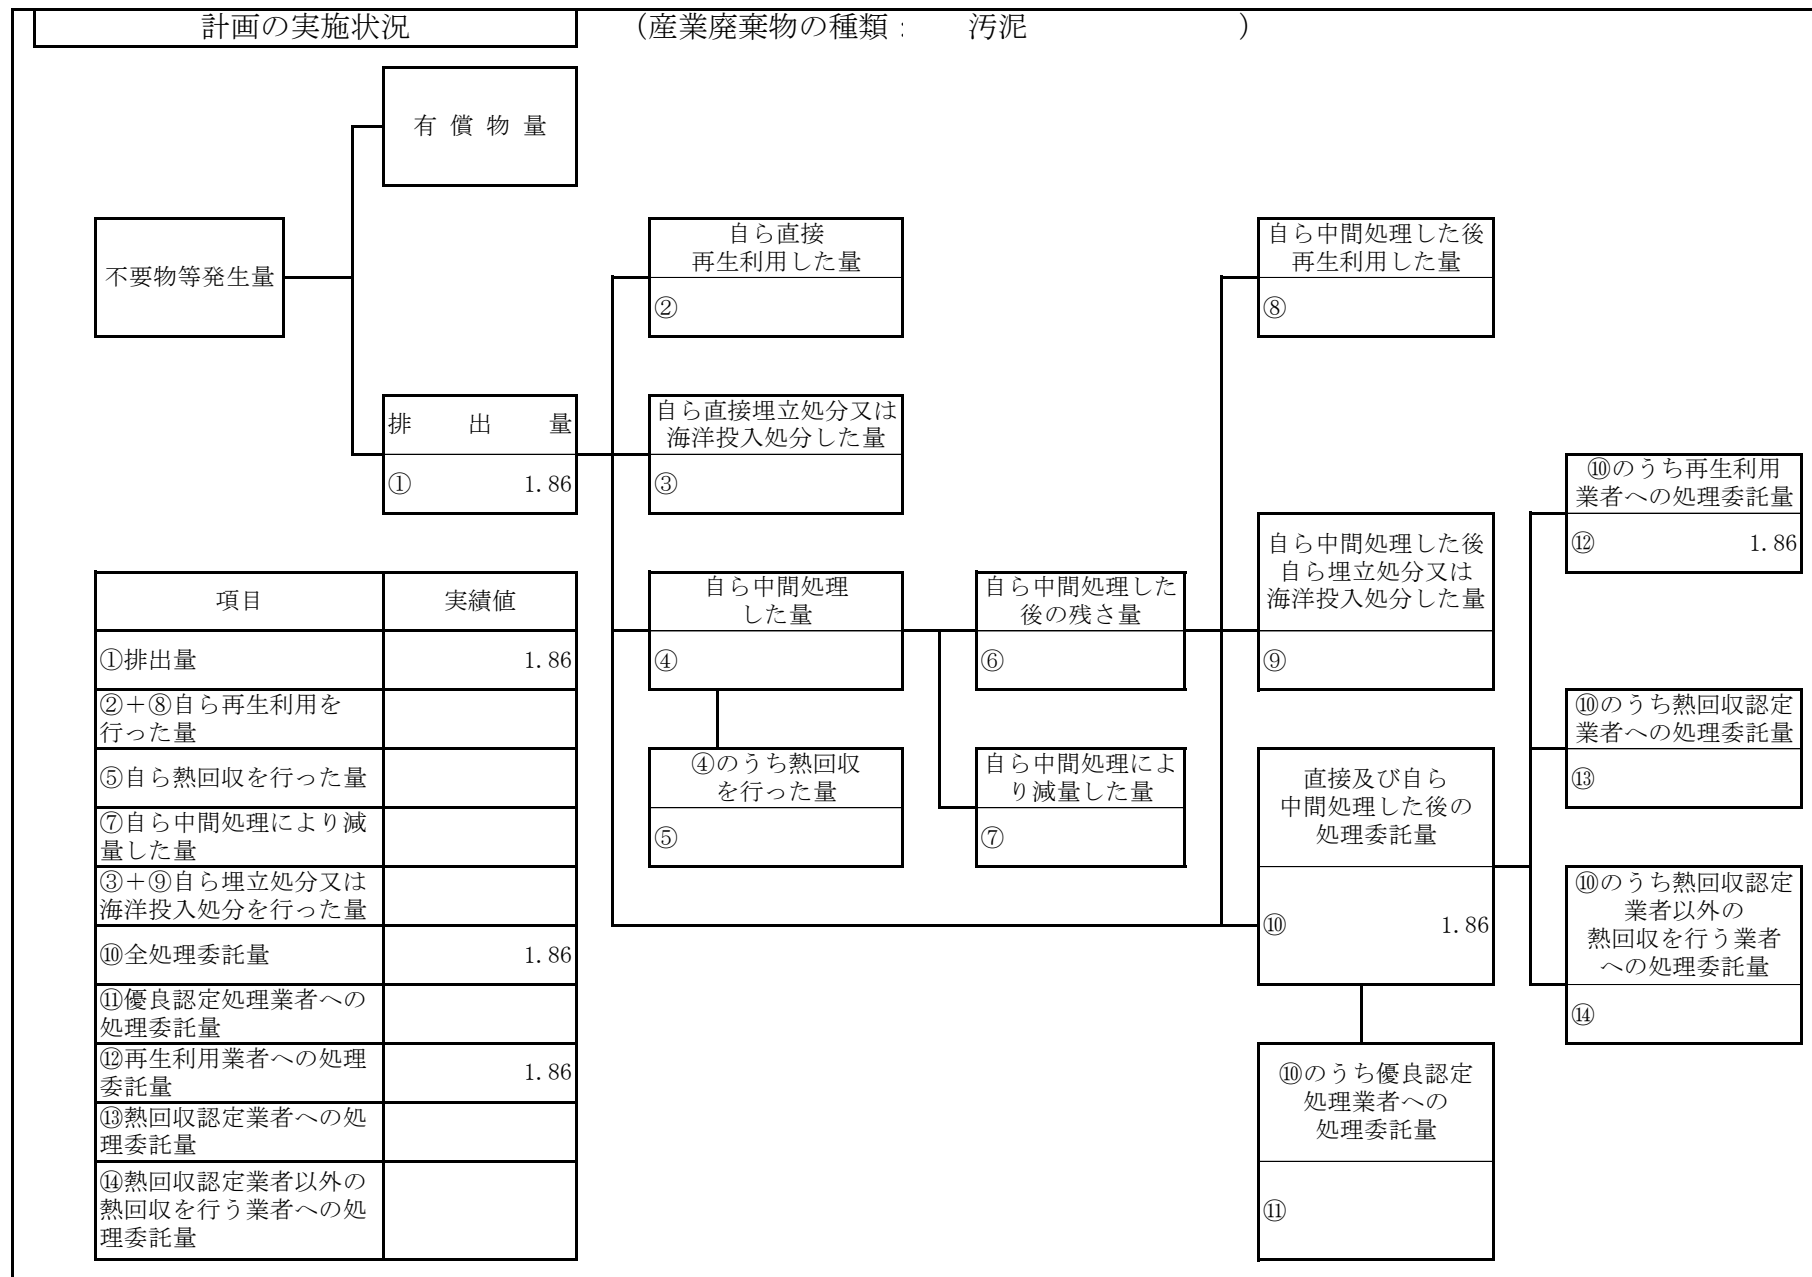 計画の実施状況 (産業廃棄物の種類: 汚泥 )
有償物量
不要物等発生量
自ら直接
再生利用した量
②
自ら中間処理した後
再生利用した量
⑧
排出量
① 1.86
自ら直接埋立処分又は
海洋投入処分した量
③
⑩のうち再生利用
業者への処理委託量
⑫ 1.86
自ら中間処理した後
自ら埋立処分又は
海洋投入処分した量
⑨
自ら中間処理
した量
④
自ら中間処理した
後の残さ量
⑥
⑩のうち熱回収認定
業者への処理委託量
⑬
④のうち熱回収
を行った量
⑤
自ら中間処理によ
り減量した量
⑦
直接及び自ら
中間処理した後の
処理委託量
⑩ 1.86
⑩のうち熱回収認定
業者以外の
熱回収を行う業者
への処理委託量
⑭
⑩のうち優良認定
処理業者への
処理委託量
⑪
項目 実績値
①排出量 1.86
②+⑧自ら再生利用を
行った量
⑤自ら熱回収を行った量
⑦自ら中間処理により減
量した量
③+⑨自ら埋立処分又は
海洋投入処分を行った量
⑩全処理委託量 1.86
⑪優良認定処理業者への
処理委託量
⑫再生利用業者への処理
委託量 1.86
⑬熱回収認定業者への処
理委託量
⑭熱回収認定業者以外の
熱回収を行う業者への処
理委託量